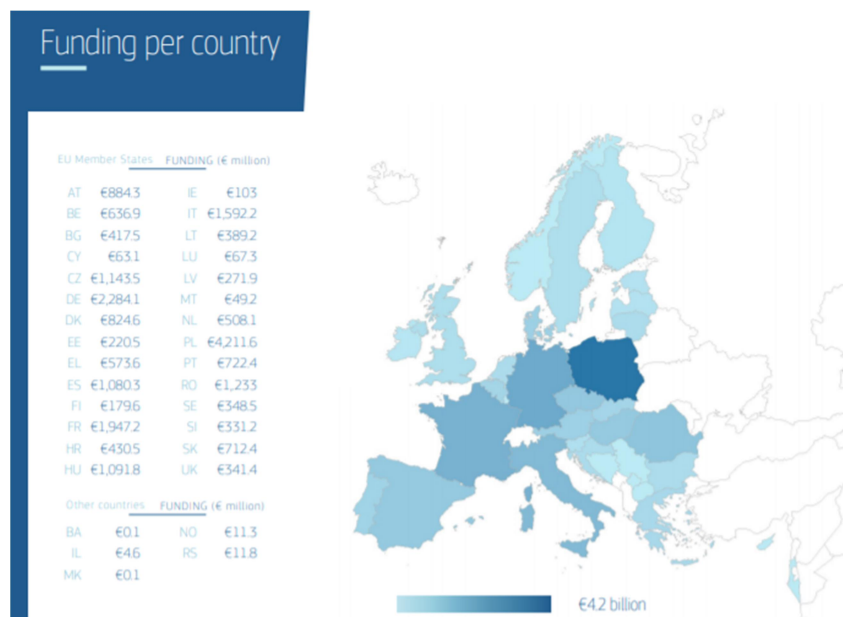 Funding per country
EU Member States FUNDING (€ million)
AT €884.3 IE €103
BE €636.9 IT €1,592.2
BG €417.5 LT €389.2
CY €63.1 LU €67.3
CZ €1,143.5 LV €271.9
DE €2,284.1 MT €49.2
DK €824.6 NL €508.1
EE €220.5 PL €4,211.6
EL €573.6 PT €722.4
ES €1,080.3 RO €1,233
FI €179.6 SE €348.5
FR €1,947.2 SI €331.2
HR €430.5 SK €712.4
HU €1,091.8 UK €341.4
Other countries FUNDING (€ million)
BA €0.1 NO €11.3
IL €4.6 RS €11.8
MK €0.1
€4.2 billion